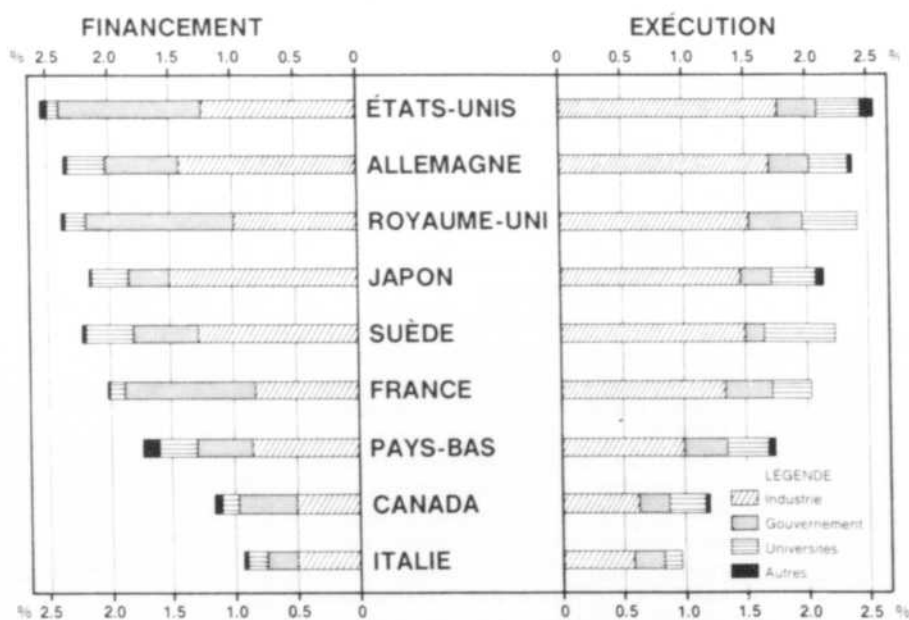 FINANCEMENT EXÉCUTION
% 2.5 2.0 1.5 1.0 0.5 0 0 0.5 1.0 1.5 2.0 2.5 %
ÉTATS-UNIS
ALLEMAGNE
ROYAUME-UNI
JAPON
SUÈDE
FRANCE
PAYS-BAS
CANADA
ITALIE
LÉGENDE
Industrie
Gouvernement
Universités
Autres
% 2.5 2.0 1.5 1.0 0.5 0 0 0.5 1.0 1.5 2.0 2.5 %